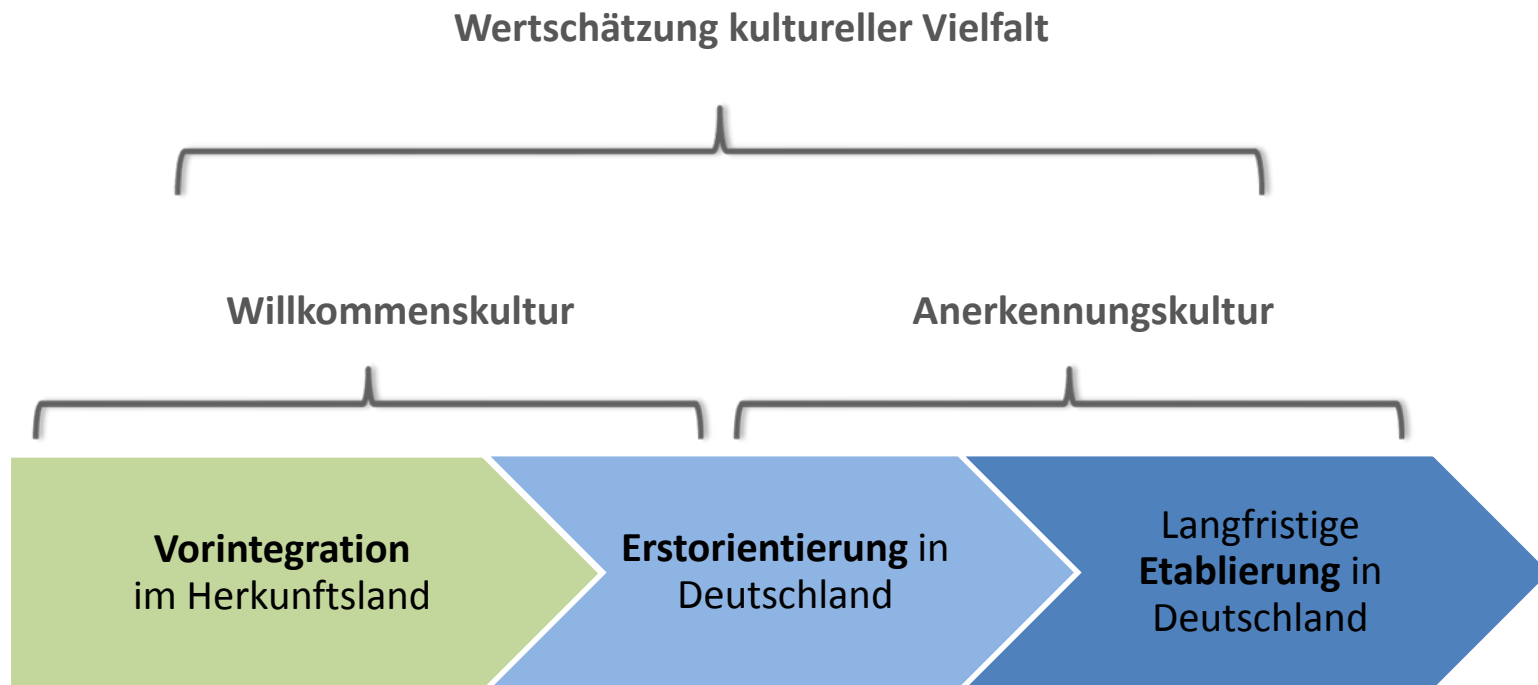 Wertschätzung kultureller Vielfalt
Willkommenskultur
Anerkennungskultur
Vorintegration
im Herkunftsland
Erstorientierung in
Deutschland
Langfristige
Etablierung in
Deutschland